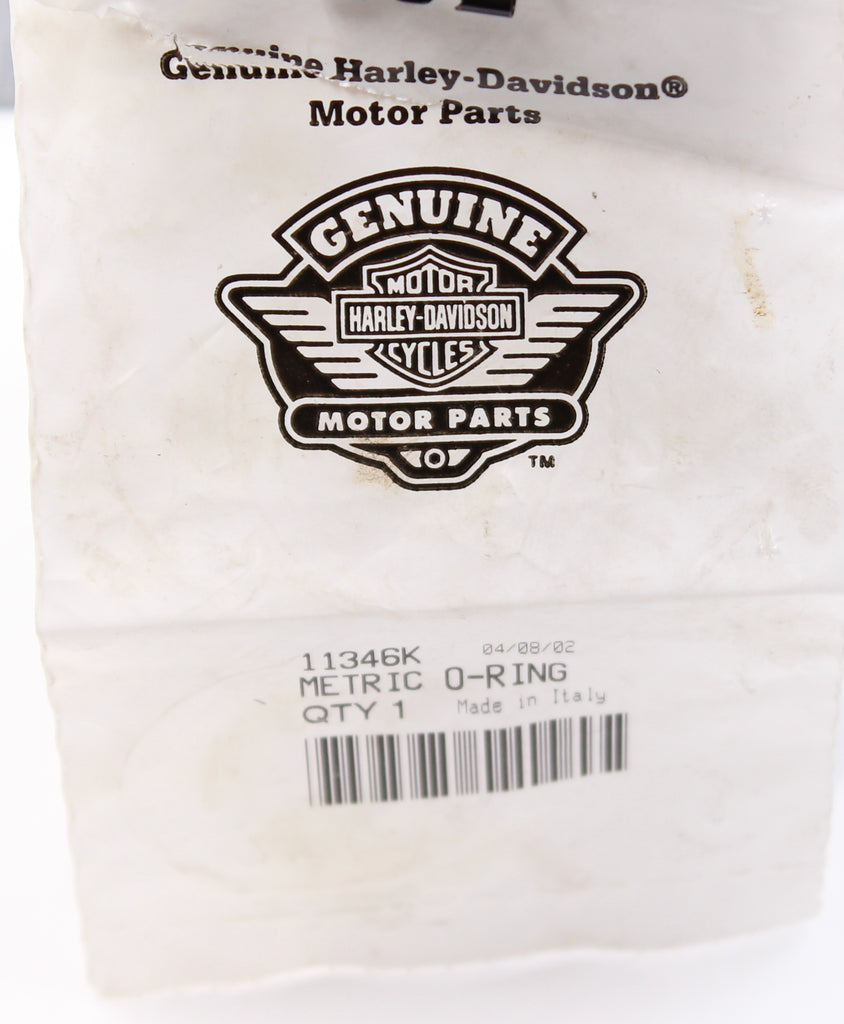 Genuine Harley-Davidson®
Motor Parts
GENUINE
MOTOR
HARLEY-DAVIDSON
CYCLES
MOTOR PARTS
TM
11346K 04/08/02
METRIC O-RING
QTY 1 Made in Italy